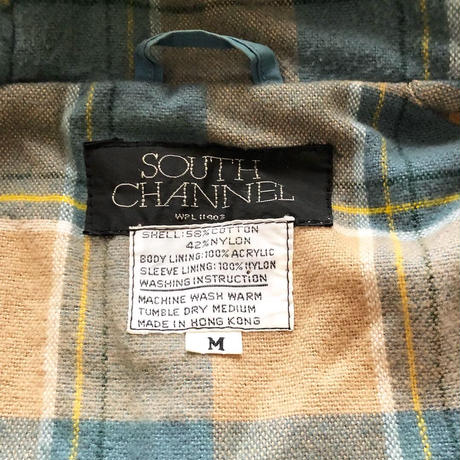 SOUTH
CHANNEL
WPL 11903
SHELL: 58% COTTON
42% NYLON
BODY LINING: 100% ACRYLIC
SLEEVE LINING: 100% NYLON
WASHING INSTRUCTION
MACHINE WASH WARM
TUMBLE DRY MEDIUM
MADE IN HONG KONG
M